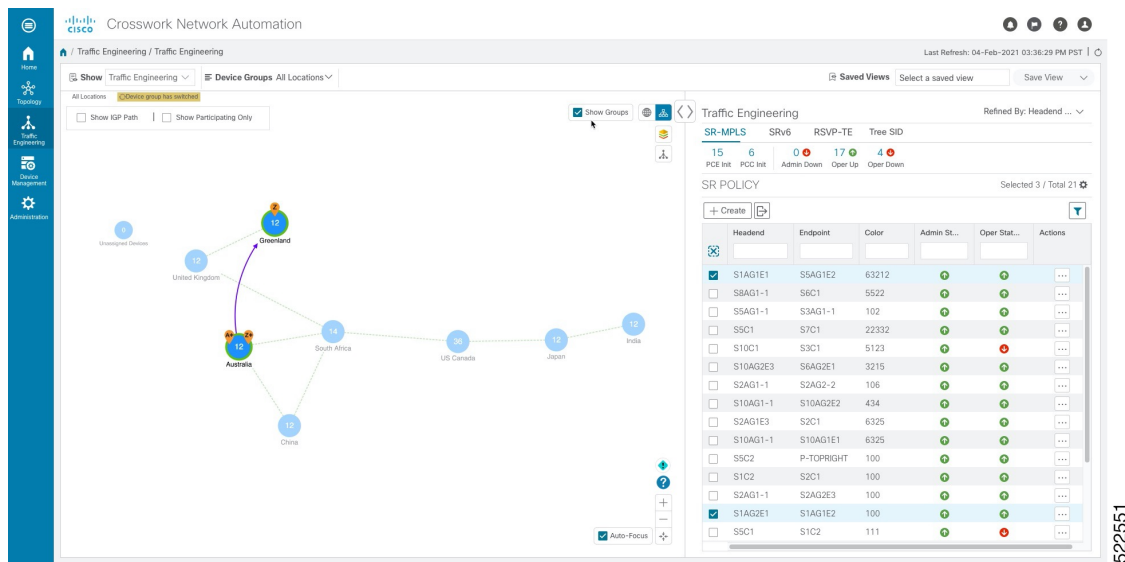 CISCO Crosswork Network Automation
/ Traffic Engineering / Traffic Engineering
Last Refresh: 04-Feb-2021 03:36:29 PM PST
Home
Topology
Traffic Engineering
Device Management
Administration
Show Traffic Engineering Device Groups All Locations
Saved Views Select a saved view Save View
All Locations Device group has switched
Show IGP Path Show Participating Only
Show Groups
Unassigned Devices
Z
12
Greenland
12
United Kingdom
A+ Z+
12
Australia
14
South Africa
36
US Canada
12
Japan
12
India
12
China
?
Auto-Focus
Traffic Engineering Refined By: Headend ...
SR-MPLS SRv6 RSVP-TE Tree SID
15 6 0 17 4
PCE Init PCC Init Admin Down Oper Up Oper Down
SR POLICY Selected 3 / Total 21
+ Create
Headend Endpoint Color Admin St... Oper Stat... Actions
S1AG1E1 S5AG1E2 63212 ...
S8AG1-1 S6C1 5522 ...
S5AG1-1 S3AG1-1 102 ...
S5C1 S7C1 22332 ...
S10C1 S3C1 5123 ...
S10AG2E3 S6AG2E1 3215 ...
S2AG1-1 S2AG2-2 106 ...
S10AG1-1 S10AG2E2 434 ...
S2AG1E3 S2C1 6325 ...
S10AG1-1 S10AG1E1 6325 ...
S5C2 P-TOPRIGHT 100 ...
S1C2 S2C1 100 ...
S2AG1-1 S2AG2E3 100 ...
S1AG2E1 S1AG1E2 100 ...
S5C1 S1C2 111 ...
522551